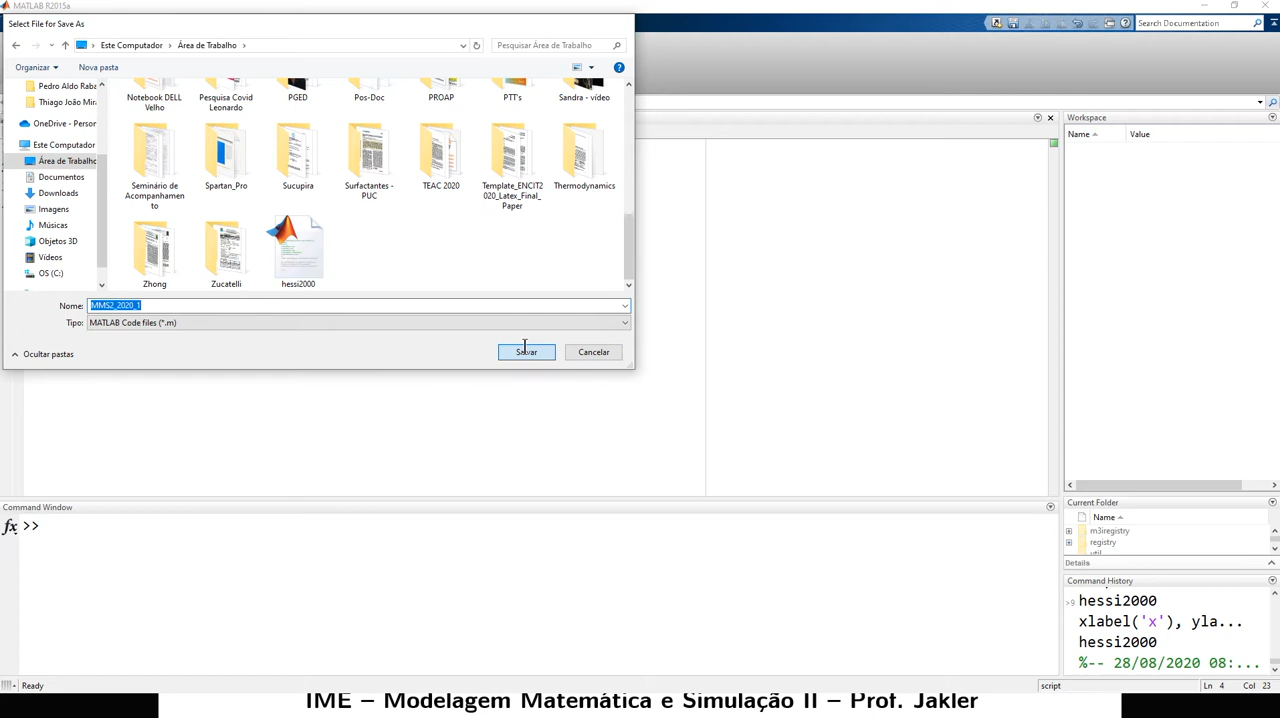 MATLAB R2015a
Select File for Save As
Search Documentation
Este Computador
Área de Trabalho
Pesquisar Área de Trabalho
Organizar
Nova pasta
Pedro Aldo Raba
Thiago João Mir
OneDrive - Person
Este Computador
Área de Trabalho
Documentos
Downloads
Imagens
Músicas
Objetos 3D
Vídeos
OS (C:)
Notebook DELL Velho
Pesquisa Covid Leonardo
PGED
Pos-Doc
PROAP
PTT's
Sandra - vídeo
Seminário de Acompanhamento
Spartan_Pro
Sucupira
Surfactantes - PUC
TEAC 2020
Template_ENCIT2020_Latex_Final_Paper
Thermodynamics
Zhong
Zucatelli
hessi2000
Nome:
MMS2_2020_1
Tipo:
MATLAB Code files (*.m)
Ocultar pastas
Salvar
Cancelar
Workspace
Name
Value
Command Window
fx >>
Current Folder
Name
m3iregistry
registry
util
Details
Command History
hessi2000
xlabel('x'), yla...
hessi2000
%-- 28/08/2020 08:...
Ready
script
Ln 4
Col 23
IME – Modelagem Matemática e Simulação II – Prof. Jakler